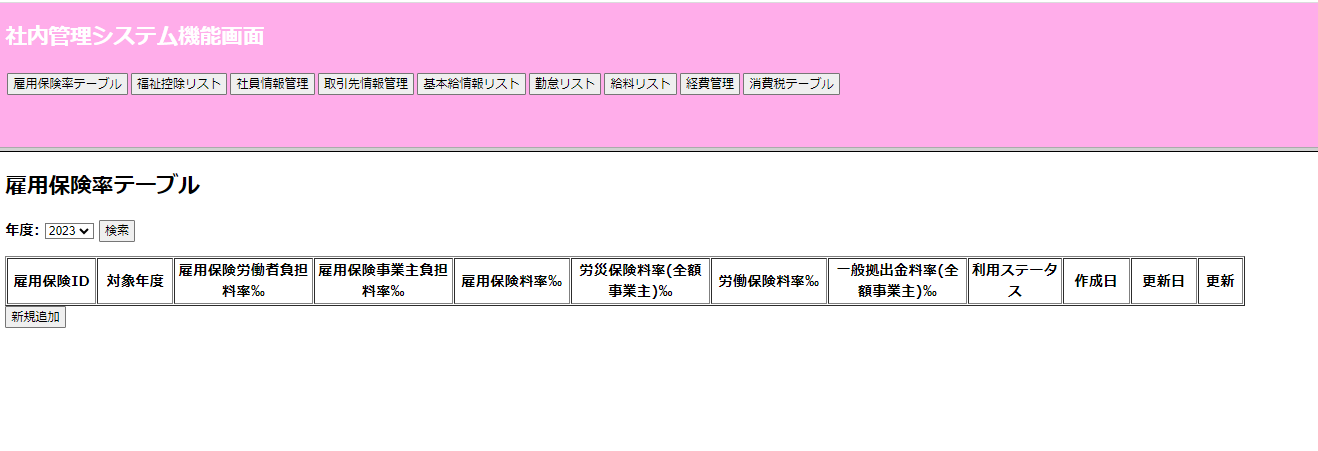 社内管理システム機能画面
雇用保険率テーブル 福祉控除リスト 社員情報管理 取引先情報管理 基本給情報リスト 勤怠リスト 給料リスト 経費管理 消費税テーブル
雇用保険率テーブル
年度: 2023 検索
雇用保険ID 対象年度 雇用保険労働者負担料率‰ 雇用保険事業主負担料率‰ 雇用保険料率‰ 労災保険料率(全額事業主)‰ 労働保険料率‰ 一般拠出金料率(全額事業主)‰ 利用ステータス 作成日 更新日 更新
新規追加